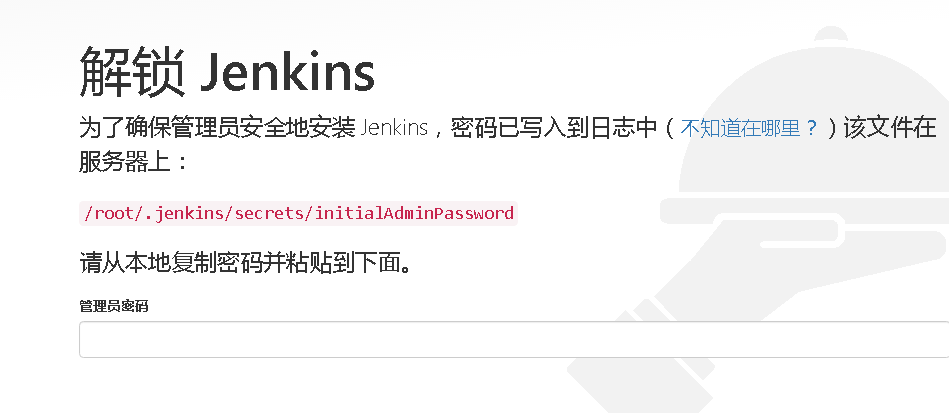 解锁 Jenkins
为了确保管理员安全地安装 Jenkins，密码已写入到日志中（不知道在哪里？）该文件在
服务器上：
/root/.jenkins/secrets/initialAdminPassword
请从本地复制密码并粘贴到下面。
管理员密码